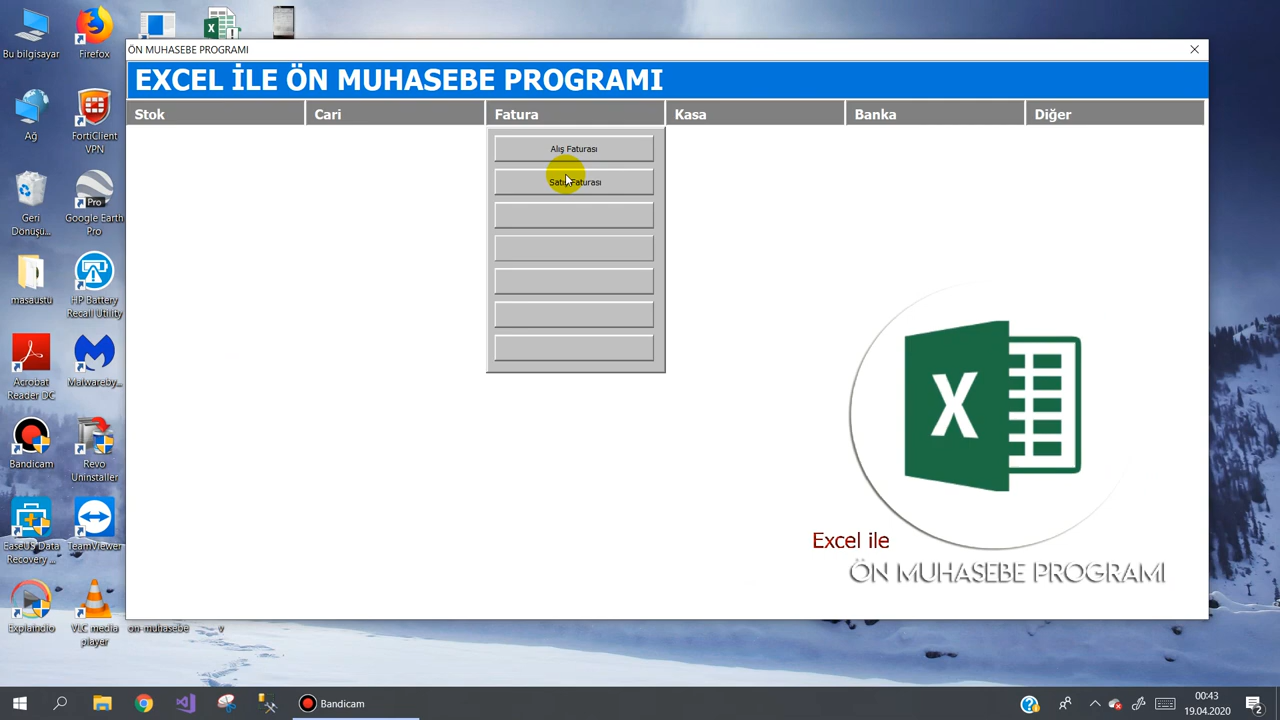 Bu bilgisayar
Firefox
ÖN MUHASEBE PROGRAMI
EXCEL İLE ÖN MUHASEBE PROGRAMI
Stok
Cari
Fatura
Kasa
Banka
Diğer
Alış Faturası
Satış Faturası
Ağ
FortiClient
VPN
Geri
Dönüşü...
Pro
Google Earth
Pro
masaustu
HP Battery
Recall Utility
Acrobat
Reader DC
Malwareby...
Bandicam
Revo
Uninstaller
EaseUS Data
Recovery ...
TeamViewer
Explaindio
VLC media
player
on-muhasebe
v
X
Excel ile
ÖN MUHASEBE PROGRAMI
Bandicam
00:43
19.04.2020
2